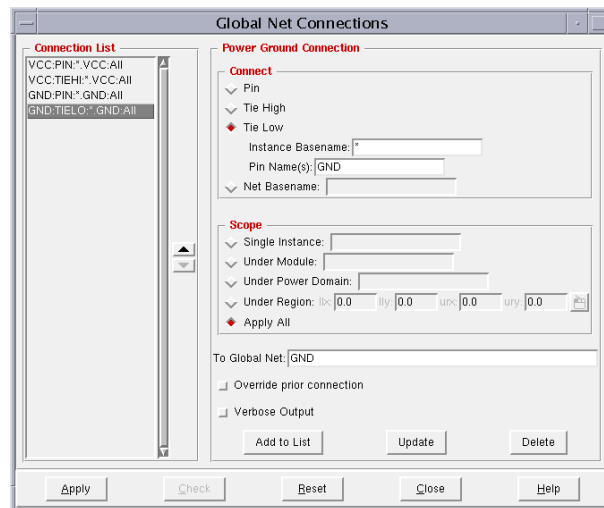 Global Net Connections
Connection List
VCC:PIN:*.VCC:All
VCC:TIEHI:*.VCC:All
GND:PIN:*.GND:All
GND:TIELO:*.GND:All
Power Ground Connection
Connect
Pin
Tie High
Tie Low
Instance Basename: *
Pin Name(s): GND
Net Basename:
Scope
Single Instance:
Under Module:
Under Power Domain:
Under Region: llx: 0.0 lly: 0.0 urx: 0.0 ury: 0.0
Apply All
To Global Net: GND
Override prior connection
Verbose Output
Add to List Update Delete
Apply Check Reset Close Help